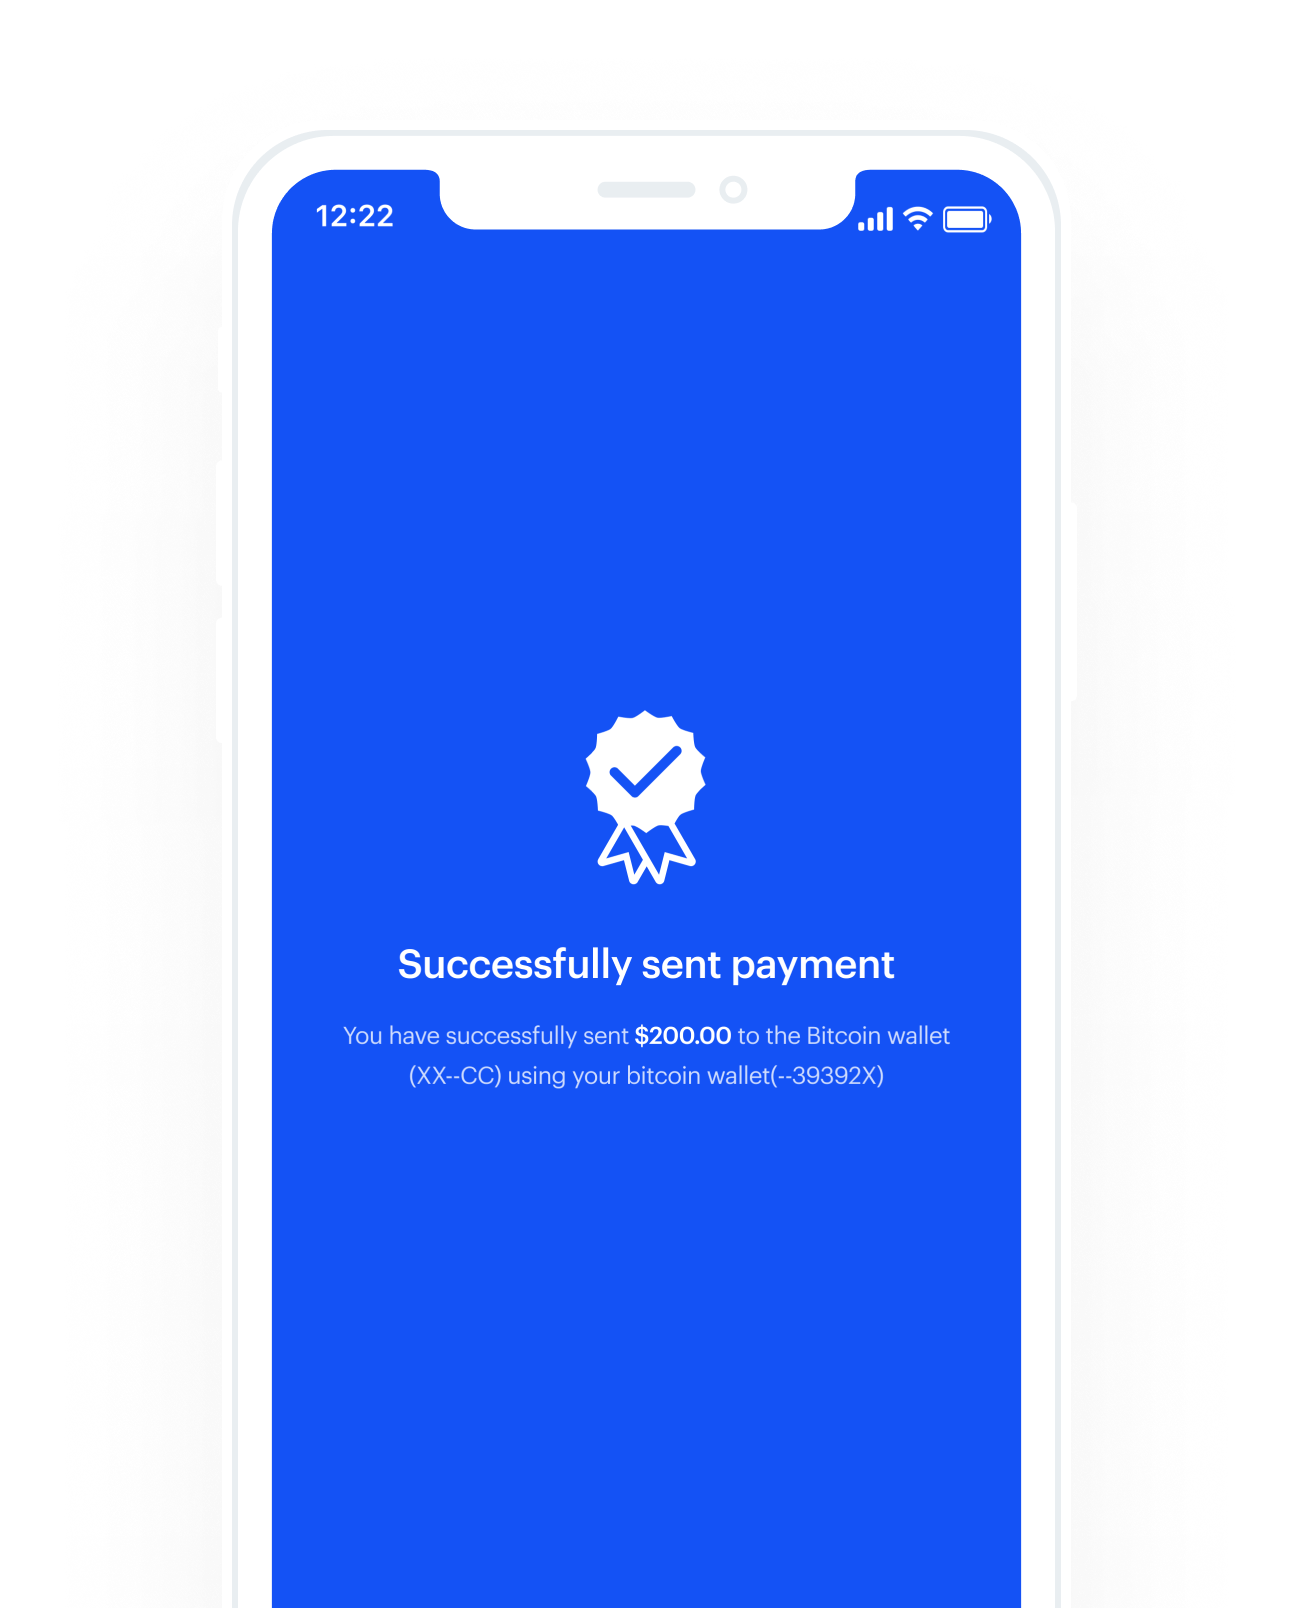 12:22
Successfully sent payment
You have successfully sent $200.00 to the Bitcoin wallet
(XX--CC) using your bitcoin wallet(--39392X)